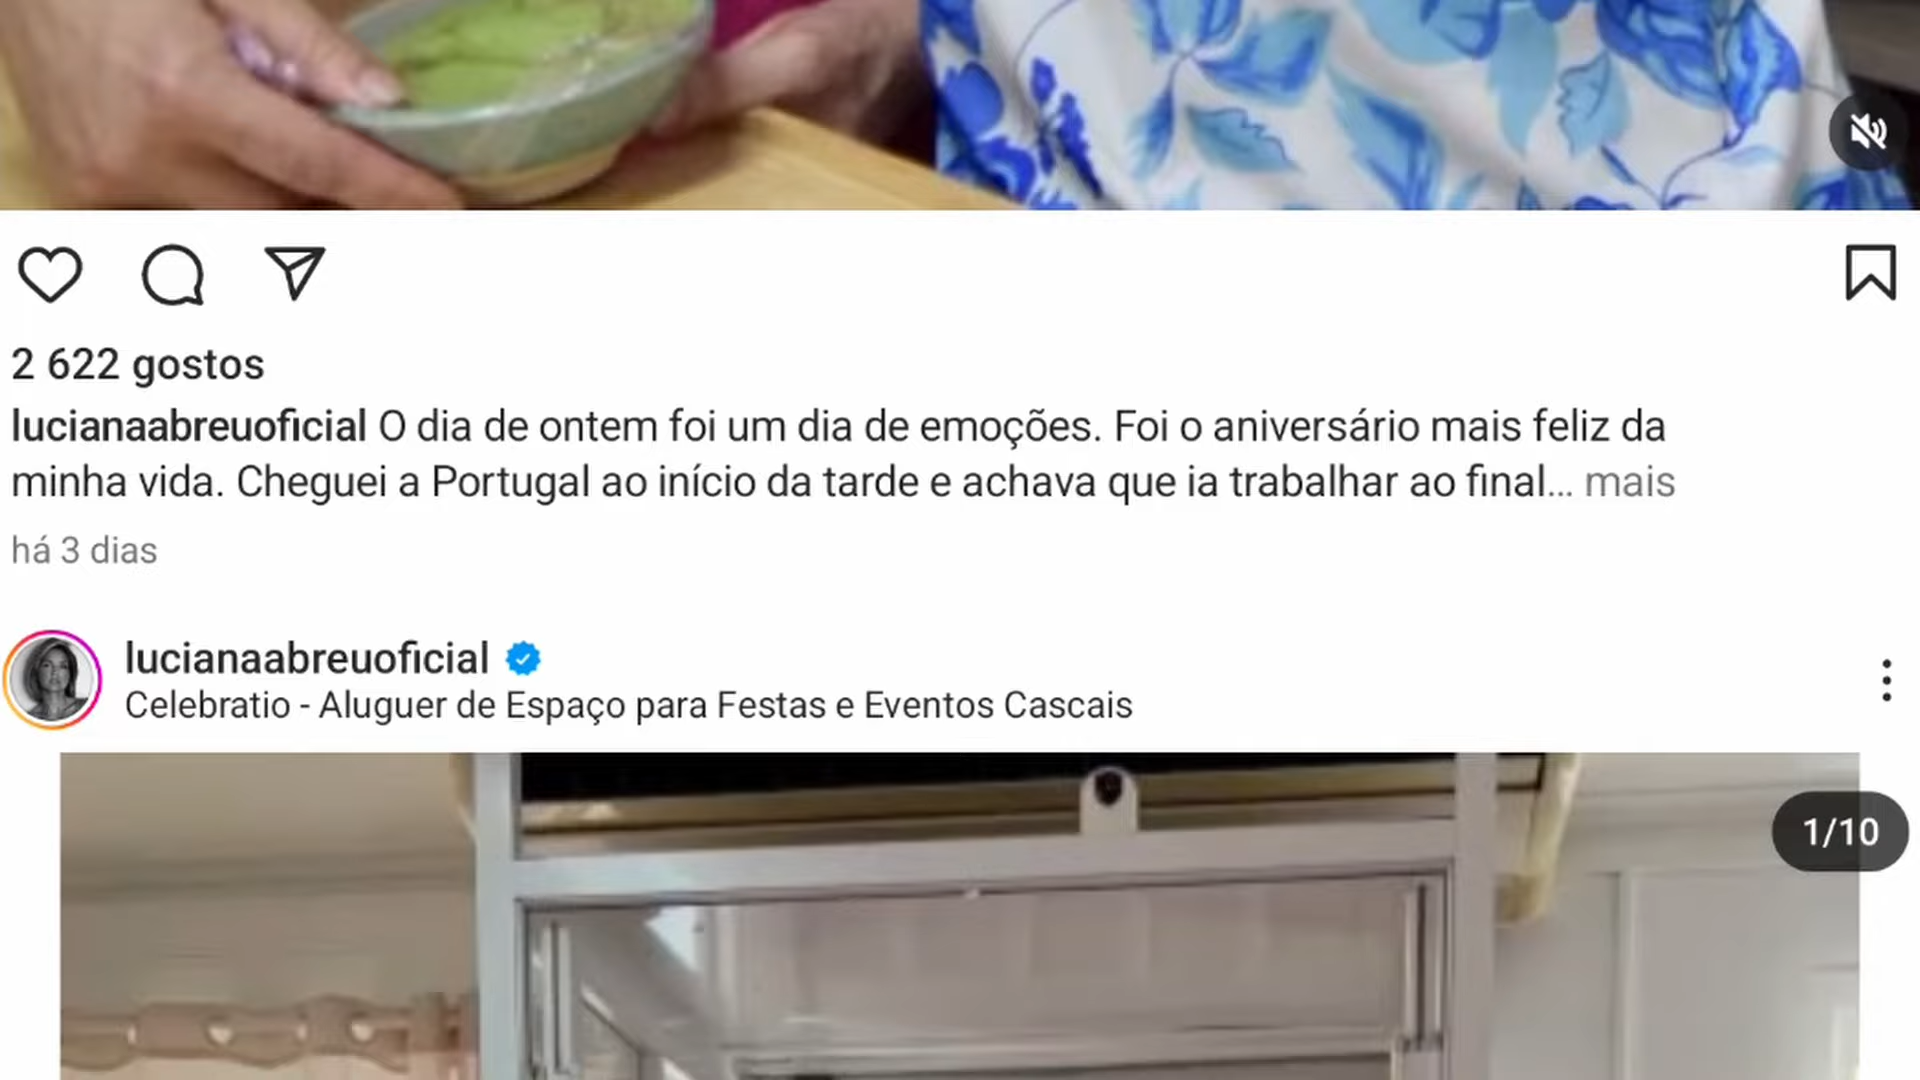 2 622 gostos
lucianaabreuoficial O dia de ontem foi um dia de emoções. Foi o aniversário mais feliz da
minha vida. Cheguei a Portugal ao início da tarde e achava que ia trabalhar ao final... mais
há 3 dias
lucianaabreuoficial
Celebratio - Aluguer de Espaço para Festas e Eventos Cascais
1/10